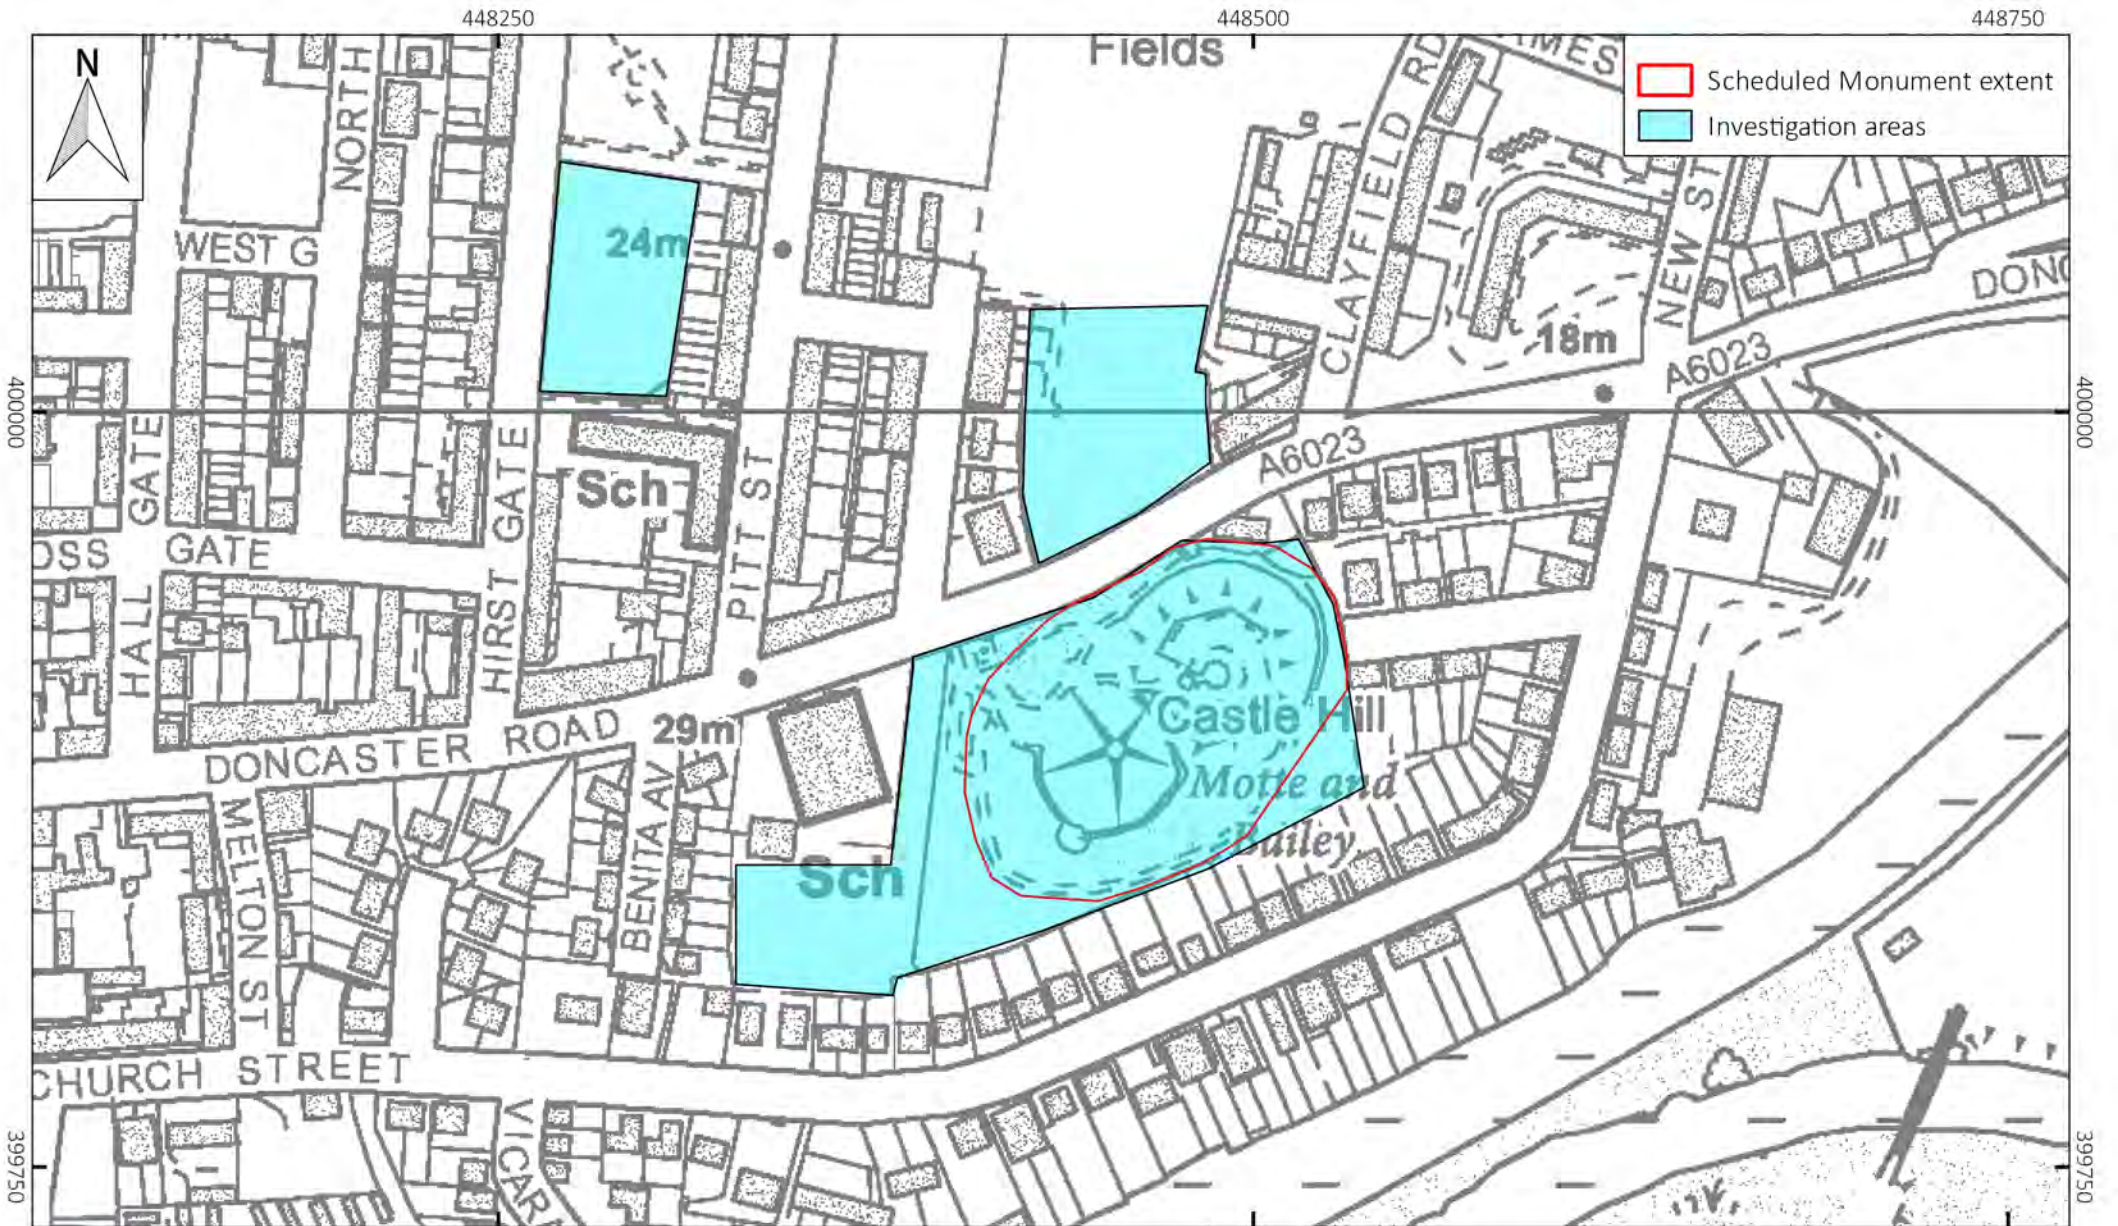 448250
448500
448750
N
Scheduled Monument extent
Investigation areas
Fields
NORTH
CLAYFIELD RD
NEW ST
WEST G
24m
DONC
18m
A6023
400000
400000
HALL GATE
HIRST GATE
Sch
PITT ST
A6023
OSS GATE
Castle Hill
Motte and
Bailey
29m
DONCASTER ROAD
BENITA AV
MELTON ST
Sch
CHURCH STREET
399750
399750